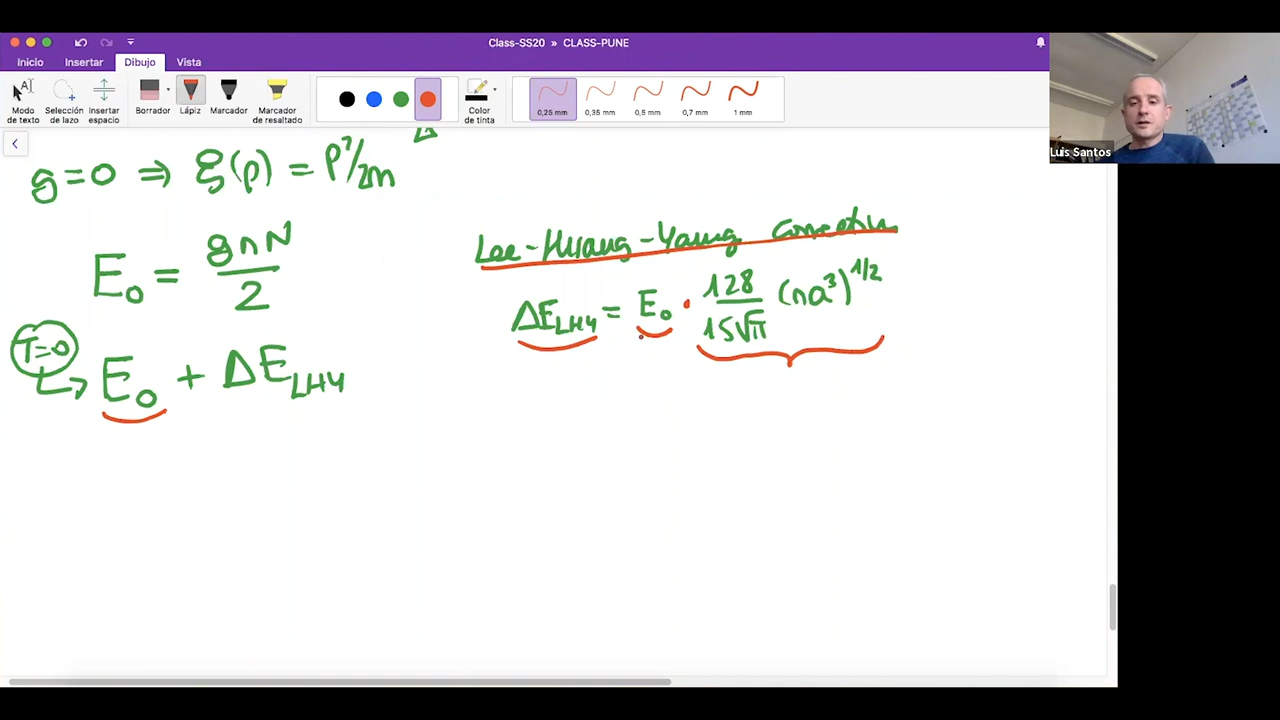 Class-SS20 » CLASS-PUNE
Inicio Insertar Dibujo Vista
Modo de texto
Selección de lazo
Insertar espacio
Borrador
Lápiz
Marcador
Marcador de resaltado
Color de tinta
0,25 mm 0,35 mm 0,5 mm 0,7 mm 1 mm
Luis Santos
g=0 ⇒ ξ(p) = p²/2m
E₀ = gnN/2
T=0
E₀ + ΔE_LHY
Lee-Huang-Yang Correction
ΔE_LHY = E₀ · 128/15√π (na³)^1/2